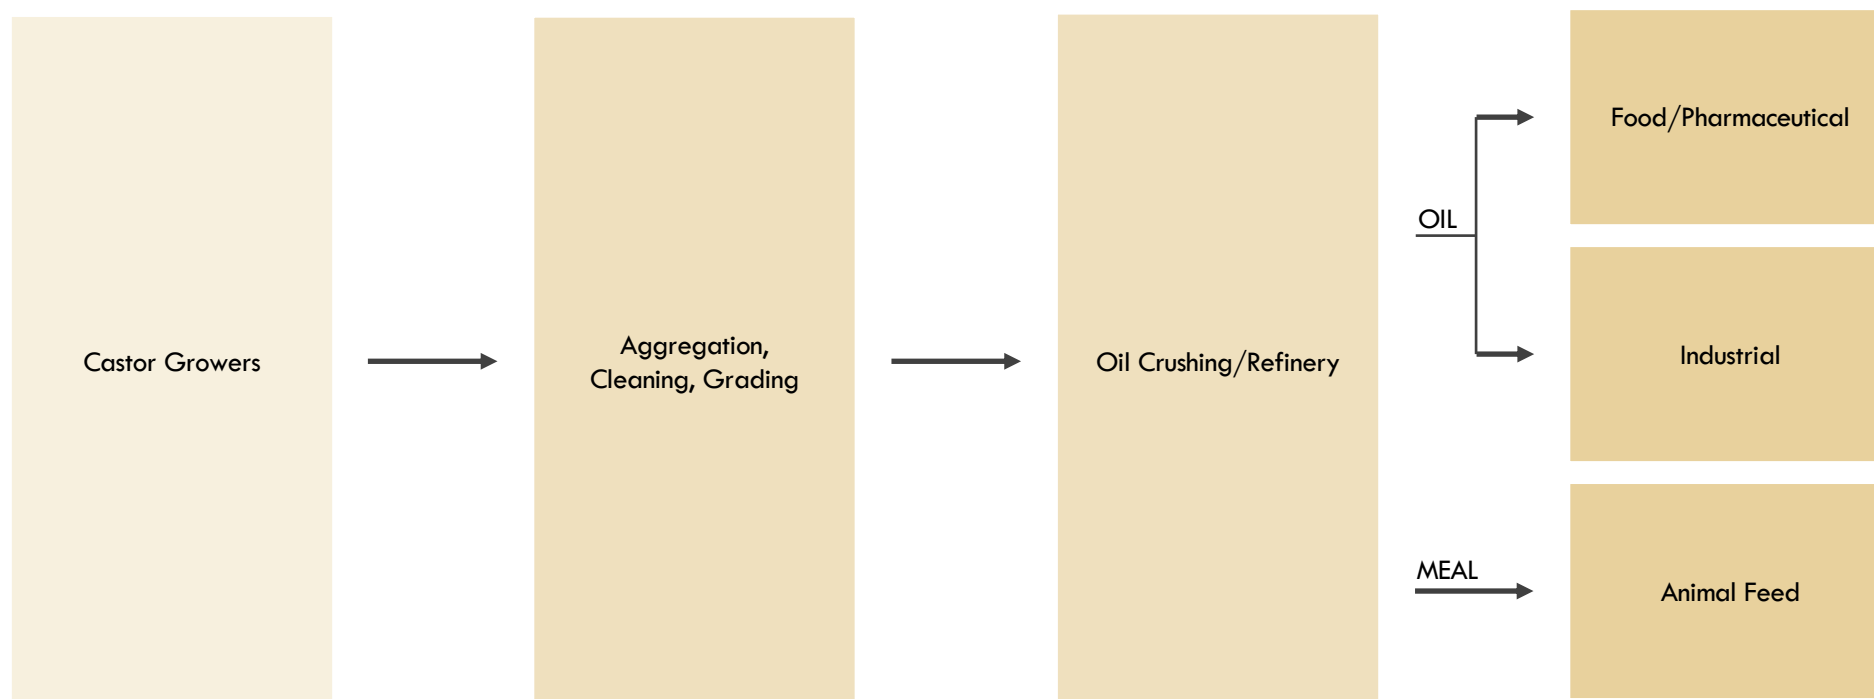 Castor Growers
Aggregation,
Cleaning, Grading
Oil Crushing/Refinery
OIL
MEAL
Food/Pharmaceutical
Industrial
Animal Feed